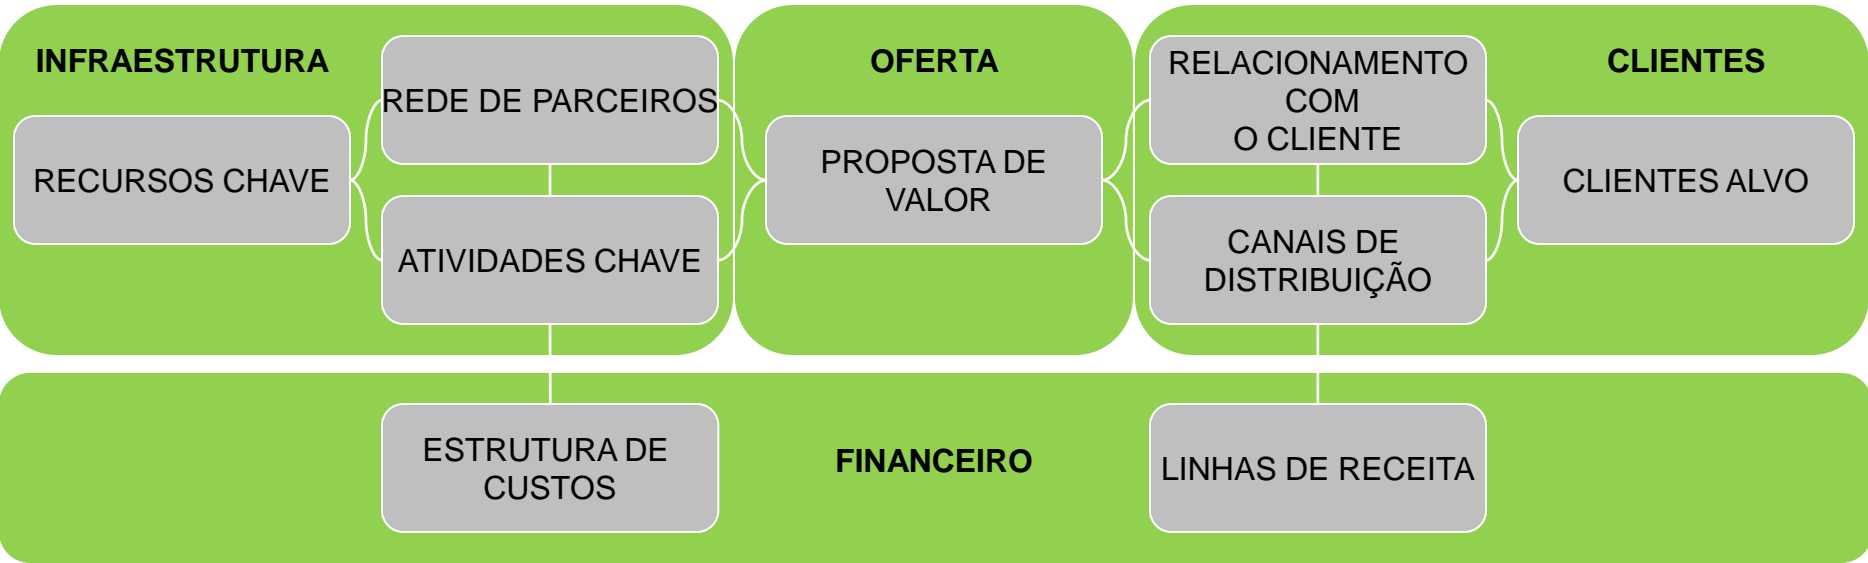 INFRAESTRUTURA
RECURSOS CHAVE
REDE DE PARCEIROS
ATIVIDADES CHAVE
OFERTA
PROPOSTA DE
VALOR
RELACIONAMENTO
COM
O CLIENTE
CANAIS DE
DISTRIBUIÇÃO
CLIENTES
CLIENTES ALVO
ESTRUTURA DE
CUSTOS
FINANCEIRO
LINHAS DE RECEITA